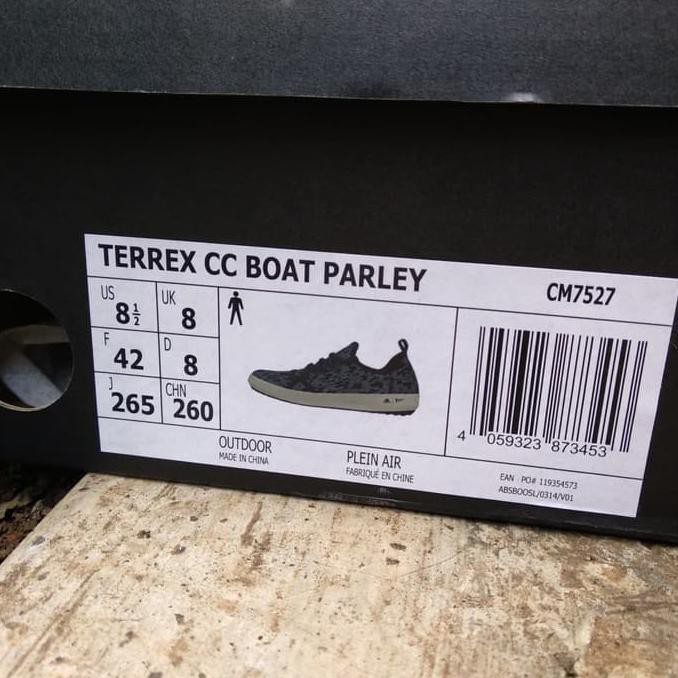 TERREX CC BOAT PARLEY
CM7527
US 8½
UK 8
F 42
D 8
J 265
CHN 260
4 059323 873453
OUTDOOR
MADE IN CHINA
PLEIN AIR
FABRIQUÉ EN CHINE
EAN PO# 119354573
ABSBOOSL/0314/V01